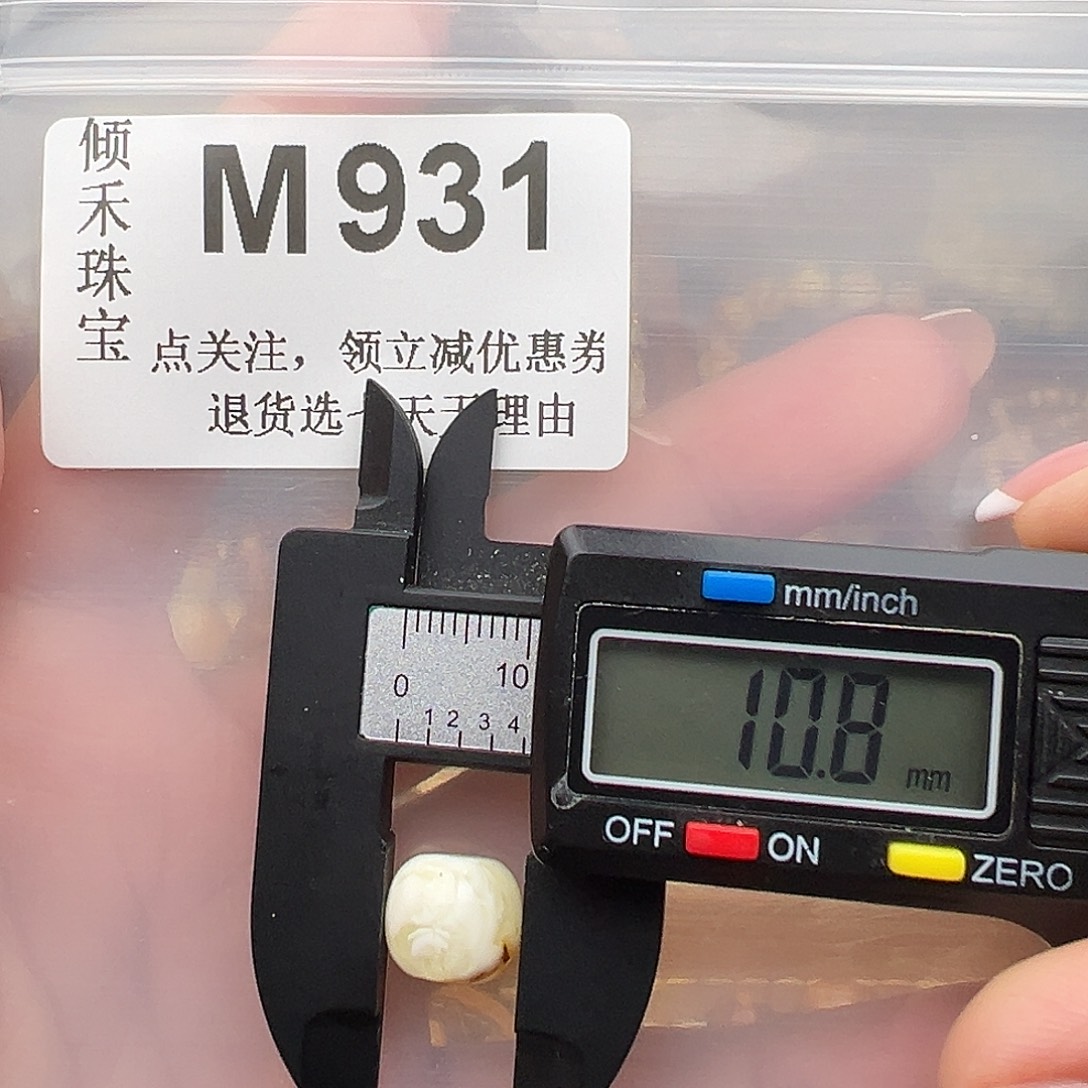 倾禾珠宝
M931
点关注，领立减优惠券
退货选 天无理由
mm/inch
0 10
1 2 3 4
10.8 mm
OFF ON ZERO